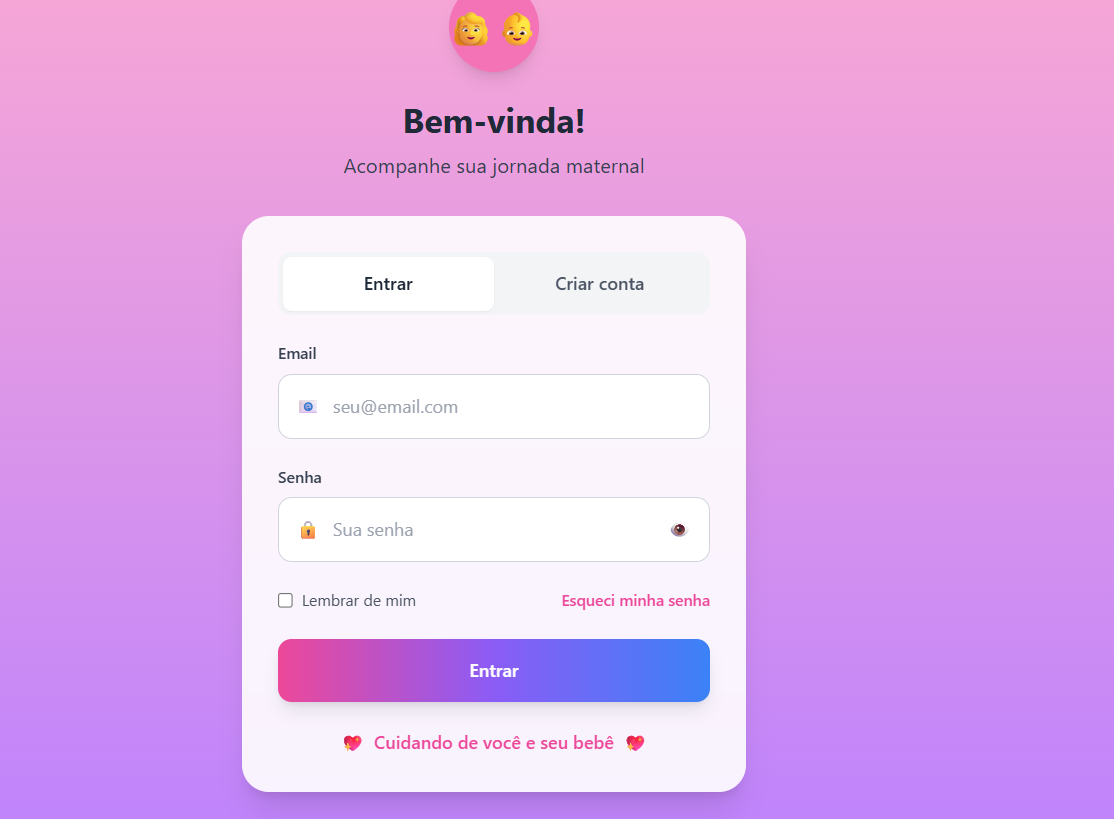 Bem-vinda!
Acompanhe sua jornada maternal
Entrar
Criar conta
Email
seu@email.com
Senha
Sua senha
Lembrar de mim
Esqueci minha senha
Entrar
Cuidando de você e seu bebê